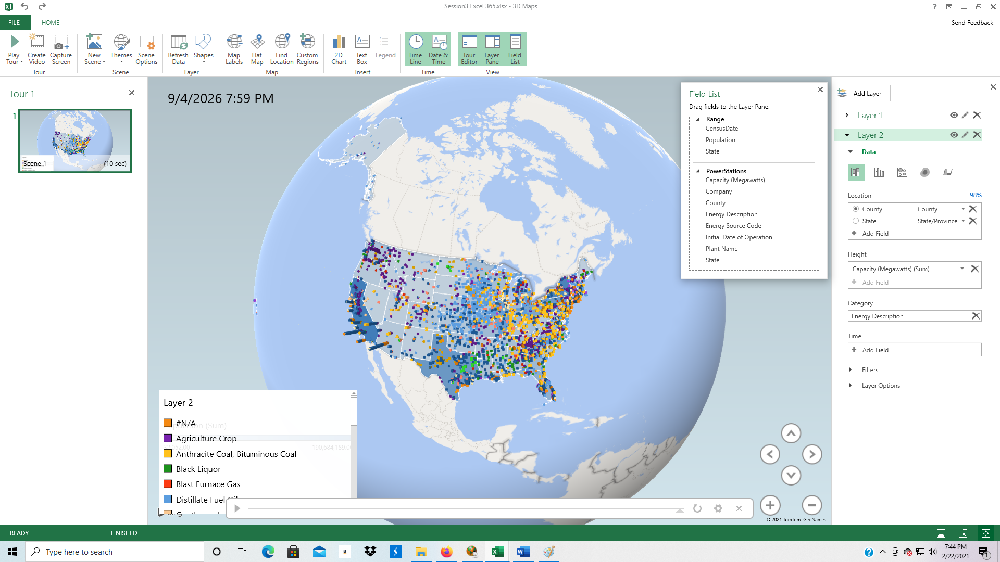 Session3 Excel 365.xlsx - 3D Maps
?
FILE
HOME
Send Feedback
Play Tour
Create Video
Capture Screen
Tour
New Scene
Themes
Scene Options
Scene
Refresh Data
Shapes
Layer
Map Labels
Flat Map
Find Location
Custom Regions
Map
2D Chart
Text Box
Legend
Insert
Time Line
Date & Time
Time
Tour Editor
Layer Pane
Field List
View
Tour 1
1
Scene 1
(10 sec)
9/4/2026 7:59 PM
Field List
Drag fields to the Layer Pane.
Range
CensusDate
Population
State
PowerStations
Capacity (Megawatts)
Company
County
Energy Description
Energy Source Code
Initial Date of Operation
Plant Name
State
Add Layer
Layer 1
Layer 2
Data
Location
98%
County
County
State
State/Province
Add Field
Height
Capacity (Megawatts) (Sum)
Add Field
Category
Energy Description
Time
Add Field
Filters
Layer Options
Layer 2
#N/A
(Sum)
Agriculture Crop
190,684,189.00
Anthracite Coal, Bituminous Coal
Black Liquor
Blast Furnace Gas
Distillate Fuel Oil
© 2021 TomTom GeoNames
READY
FINISHED
Type here to search
7:44 PM
2/22/2021
1